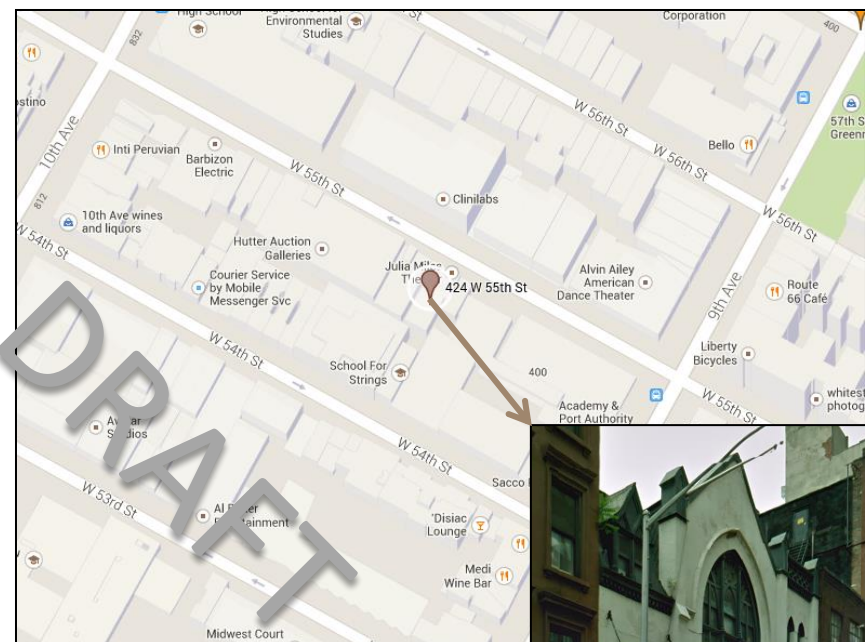 High School
Environmental
Studies
Corporation
400
832
W 56th St
57th S
Greenm
10th Ave
Inti Peruvian
Barbizon
Electric
W 55th St
W 56th St
Bello
Clinilabs
812
10th Ave wines
and liquors
W 54th St
Hutter Auction
Galleries
Courier Service
by Mobile
Messenger Svc
Julia Miles
424 W 55th St
Alvin Ailey
American
Dance Theater
W 56th St
9th Ave
Route
66 Café
Liberty
Bicycles
W 54th St
School For
Strings
400
Academy &
Port Authority
W 55th St
whitest
photog
DRAFT
W 54th St
Sacco
W 53rd St
'Disiac
Lounge
Medi
Wine Bar
Midwest Court